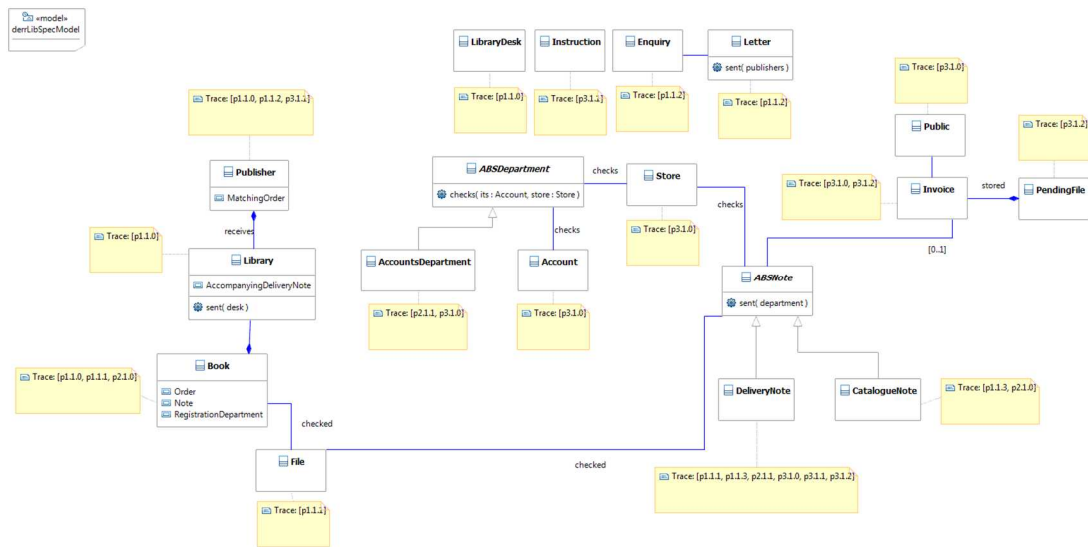 «model»
derrLibSpecModel
LibraryDesk
Instruction
Enquiry
Letter
sent( publishers )
Trace: [p1.1.0]
Trace: [p3.1.2]
Trace: [p1.1.2]
Trace: [p1.1.2]
Trace: [p3.1.0]
Public
Trace: [p3.1.2]
Trace: [p1.1.0, p1.1.2, p3.1.2]
Publisher
MatchingOrder
receives
ABSDepartment
checks( its : Account, store : Store )
checks
Store
checks
Trace: [p3.1.0]
Trace: [p3.1.0, p3.1.2]
Invoice
stored
PendingFile
[0..1]
Trace: [p1.1.0]
Library
AccompanyingDeliveryNote
sent( desk )
checks
AccountsDepartment
Account
Trace: [p2.1.1, p3.1.0]
Trace: [p3.1.0]
ABSNote
sent( department )
Trace: [p1.1.0, p1.1.1, p2.1.0]
Book
Order
Note
RegistrationDepartment
checked
DeliveryNote
CatalogueNote
Trace: [p1.1.3, p2.1.0]
File
checked
Trace: [p1.1.1, p1.1.3, p2.1.1, p3.1.0, p3.1.1, p3.1.2]
Trace: [p1.1.2]